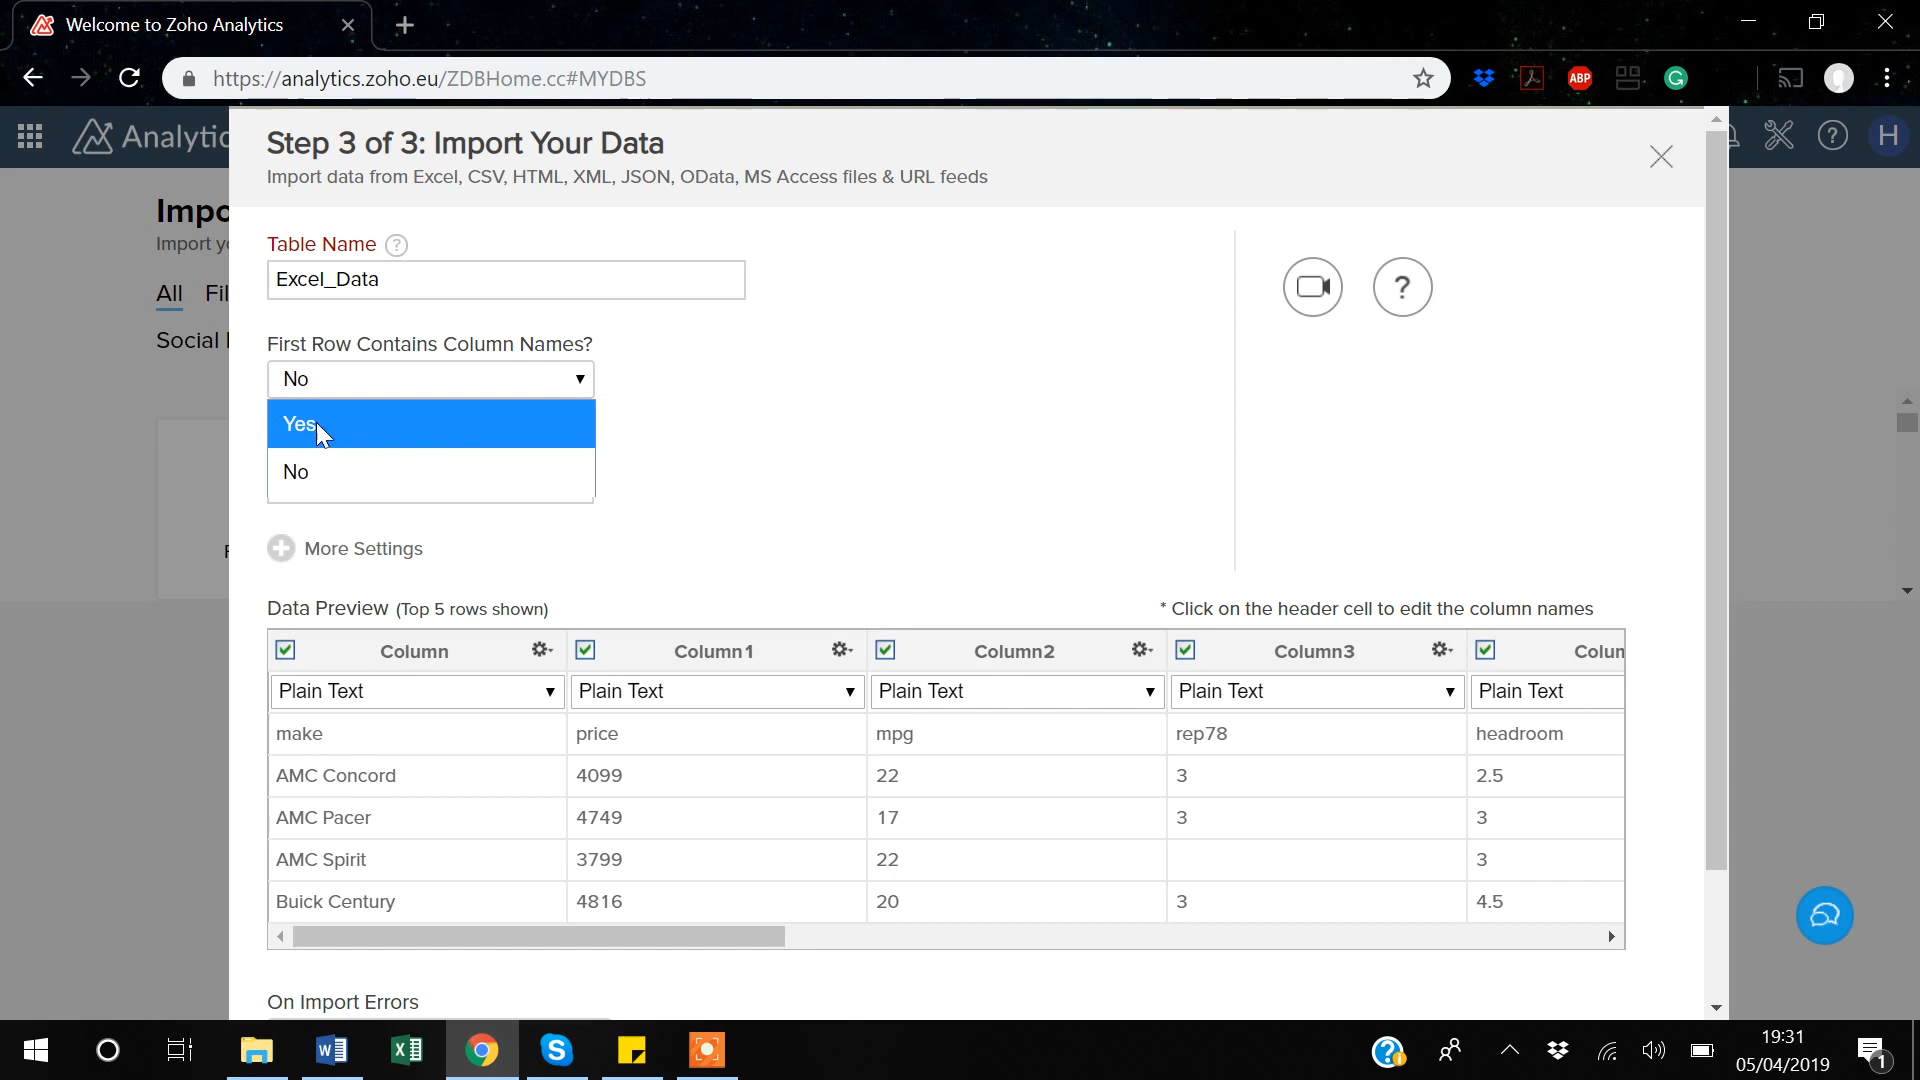 Welcome to Zoho Analytics
https://analytics.zoho.eu/ZDBHome.cc#MYDBS
ABP
G
Analytic
Step 3 of 3: Import Your Data
Import data from Excel, CSV, HTML, XML, JSON, OData, MS Access files & URL feeds
?
H
Impo
Import y
All Fil
Social
Table Name ?
Excel_Data
?
First Row Contains Column Names?
No
Yes
No
More Settings
Data Preview (Top 5 rows shown)
* Click on the header cell to edit the column names
Column Column1 Column2 Column3 Colun
Plain Text Plain Text Plain Text Plain Text Plain Text
make price mpg rep78 headroom
AMC Concord 4099 22 3 2.5
AMC Pacer 4749 17 3 3
AMC Spirit 3799 22 3
Buick Century 4816 20 3 4.5
On Import Errors
19:31
05/04/2019
1